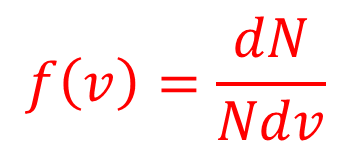 f(v) = dN / Ndv